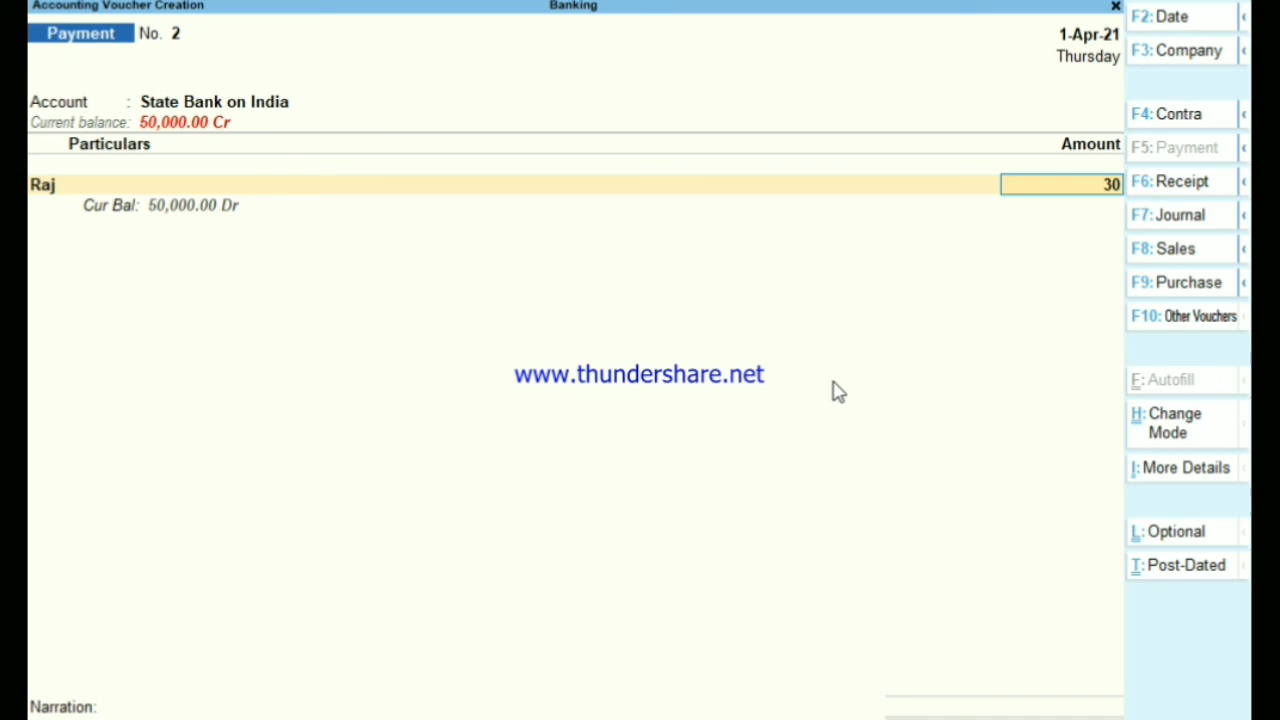 Accounting Voucher Creation Banking
Payment No. 2 1-Apr-21
Thursday
Account : State Bank on India
Current balance: 50,000.00 Cr
Particulars Amount
Raj 30
Cur Bal: 50,000.00 Dr
www.thundershare.net
Narration:
F2: Date
F3: Company
F4: Contra
F5: Payment
F6: Receipt
F7: Journal
F8: Sales
F9: Purchase
F10: Other Vouchers
F: Autofill
H: Change
Mode
I: More Details
L: Optional
T: Post-Dated